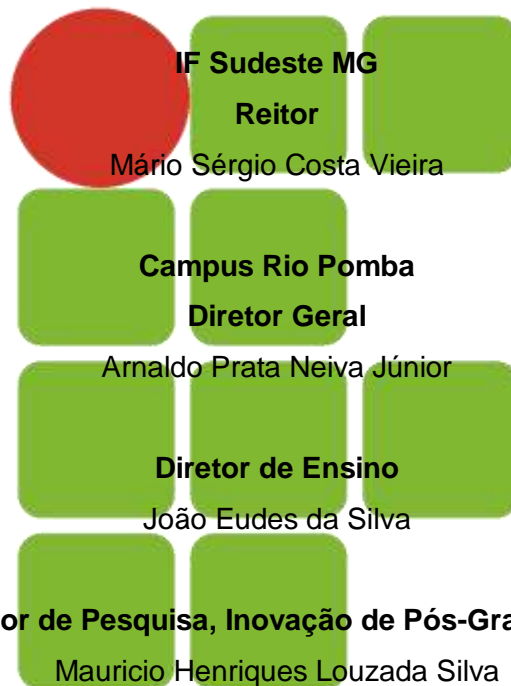 IF Sudeste MG
Reitor
Mário Sérgio Costa Vieira
Campus Rio Pomba
Diretor Geral
Arnaldo Prata Neiva Júnior
Diretor de Ensino
João Eudes da Silva
or de Pesquisa, Inovação de Pós-Gra
Mauricio Henriques Louzada Silva